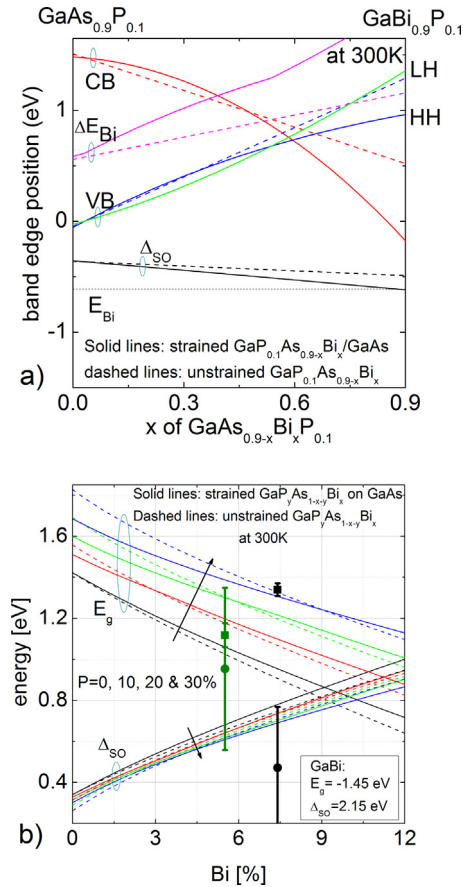 GaAs0.9P0.1 GaBi0.9P0.1
at 300K
CB
LH
HH
ΔEBi
VB
ΔSO
EBi
Solid lines: strained GaP0.1As0.9-xBix/GaAs
dashed lines: unstrained GaP0.1As0.9-xBix
1
0
-1
band edge position (eV)
a)
0.0 0.3 0.6 0.9
x of GaAs0.9-xBixP0.1
Solid lines: strained GaPyAs1-x-yBix on GaAs
Dashed lines: unstrained GaPyAs1-x-yBix
at 300K
1.6
1.2
0.8
0.4
energy [eV]
Eg
P=0, 10, 20 & 30%
ΔSO
GaBi:
Eg = -1.45 eV
ΔSO=2.15 eV
b)
0 3 6 9 12
Bi [%]